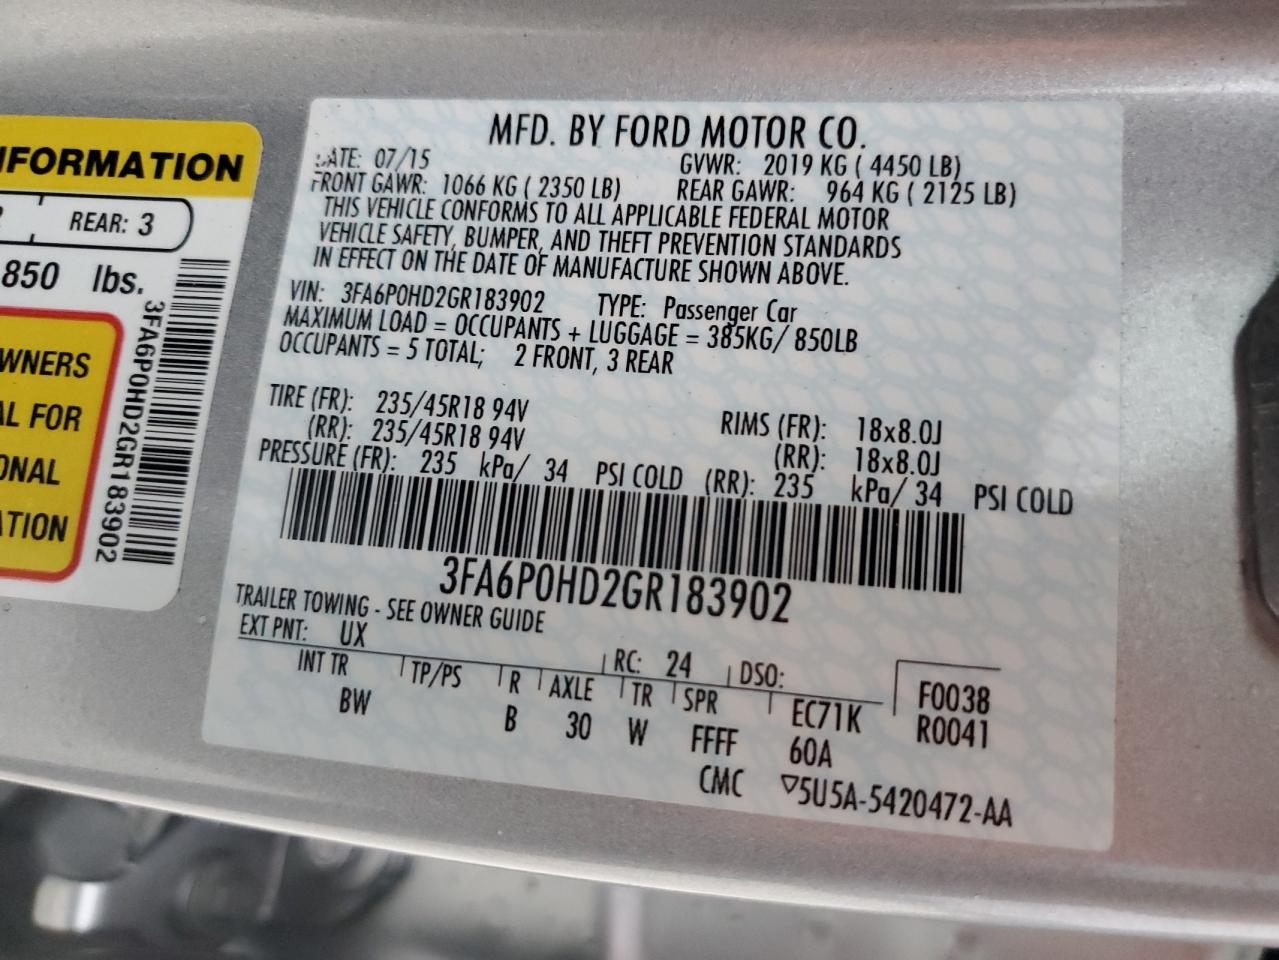 NFORMATION
REAR: 3
850 lbs.
WNERS
AL FOR
ONAL
ATION
3FA6P0HD2GR183902
MFD. BY FORD MOTOR CO.
DATE: 07/15 GVWR: 2019 KG ( 4450 LB)
FRONT GAWR: 1066 KG ( 2350 LB) REAR GAWR: 964 KG ( 2125 LB)
THIS VEHICLE CONFORMS TO ALL APPLICABLE FEDERAL MOTOR
VEHICLE SAFETY, BUMPER, AND THEFT PREVENTION STANDARDS
IN EFFECT ON THE DATE OF MANUFACTURE SHOWN ABOVE.
VIN: 3FA6P0HD2GR183902 TYPE: Passenger Car
MAXIMUM LOAD = OCCUPANTS + LUGGAGE = 385KG/ 850LB
OCCUPANTS = 5 TOTAL; 2 FRONT, 3 REAR
TIRE (FR): 235/45R18 94V RIMS (FR): 18x8.0J
(RR): 235/45R18 94V (RR): 18x8.0J
PRESSURE (FR): 235 kPa/ 34 PSI COLD (RR): 235 kPa/ 34 PSI COLD
3FA6P0HD2GR183902
TRAILER TOWING - SEE OWNER GUIDE
EXT PNT: UX RC: 24 DSO: F0038
INT TR TP/PS R AXLE TR SPR EC71K R0041
BW B 30 W FFFF 60A
CMC ▽5U5A-5420472-AA